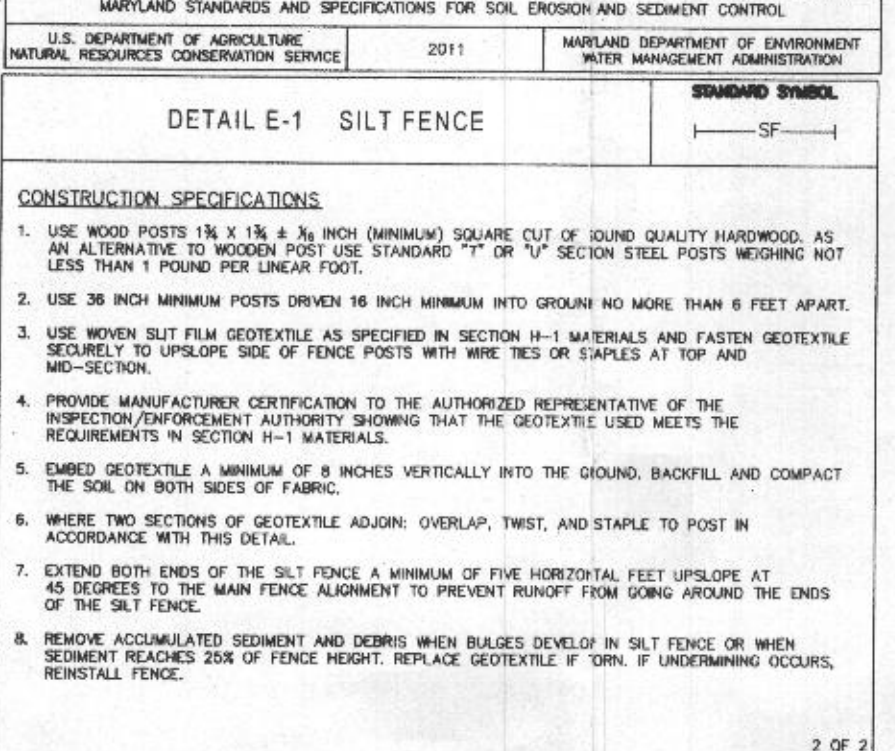 MARYLAND STANDARDS AND SPECIFICATIONS FOR SOIL EROSION AND SEDIMENT CONTROL
U.S. DEPARTMENT OF AGRICULTURE
NATURAL RESOURCES CONSERVATION SERVICE
2011
MARYLAND DEPARTMENT OF ENVIRONMENT
WATER MANAGEMENT ADMINISTRATION
DETAIL E-1 SILT FENCE
STANDARD SYMBOL
SF
CONSTRUCTION SPECIFICATIONS
1. USE WOOD POSTS 1¾ X 1¾ ± 1/16 INCH (MINIMUM) SQUARE CUT OF SOUND QUALITY HARDWOOD. AS
AN ALTERNATIVE TO WOODEN POST USE STANDARD "T" OR "U" SECTION STEEL POSTS WEIGHING NOT
LESS THAN 1 POUND PER LINEAR FOOT.
2. USE 36 INCH MINIMUM POSTS DRIVEN 16 INCH MINIMUM INTO GROUND NO MORE THAN 6 FEET APART.
3. USE WOVEN SLIT FILM GEOTEXTILE AS SPECIFIED IN SECTION H-1 MATERIALS AND FASTEN GEOTEXTILE
SECURELY TO UPSLOPE SIDE OF FENCE POSTS WITH WIRE TIES OR STAPLES AT TOP AND
MID-SECTION.
4. PROVIDE MANUFACTURER CERTIFICATION TO THE AUTHORIZED REPRESENTATIVE OF THE
INSPECTION/ENFORCEMENT AUTHORITY SHOWING THAT THE GEOTEXTILE USED MEETS THE
REQUIREMENTS IN SECTION H-1 MATERIALS.
5. EMBED GEOTEXTILE A MINIMUM OF 8 INCHES VERTICALLY INTO THE GROUND. BACKFILL AND COMPACT
THE SOIL ON BOTH SIDES OF FABRIC.
6. WHERE TWO SECTIONS OF GEOTEXTILE ADJOIN: OVERLAP, TWIST, AND STAPLE TO POST IN
ACCORDANCE WITH THIS DETAIL.
7. EXTEND BOTH ENDS OF THE SILT FENCE A MINIMUM OF FIVE HORIZONTAL FEET UPSLOPE AT
45 DEGREES TO THE MAIN FENCE ALIGNMENT TO PREVENT RUNOFF FROM GOING AROUND THE ENDS
OF THE SILT FENCE.
8. REMOVE ACCUMULATED SEDIMENT AND DEBRIS WHEN BULGES DEVELOP IN SILT FENCE OR WHEN
SEDIMENT REACHES 25% OF FENCE HEIGHT. REPLACE GEOTEXTILE IF TORN. IF UNDERMINING OCCURS,
REINSTALL FENCE.
2 OF 2